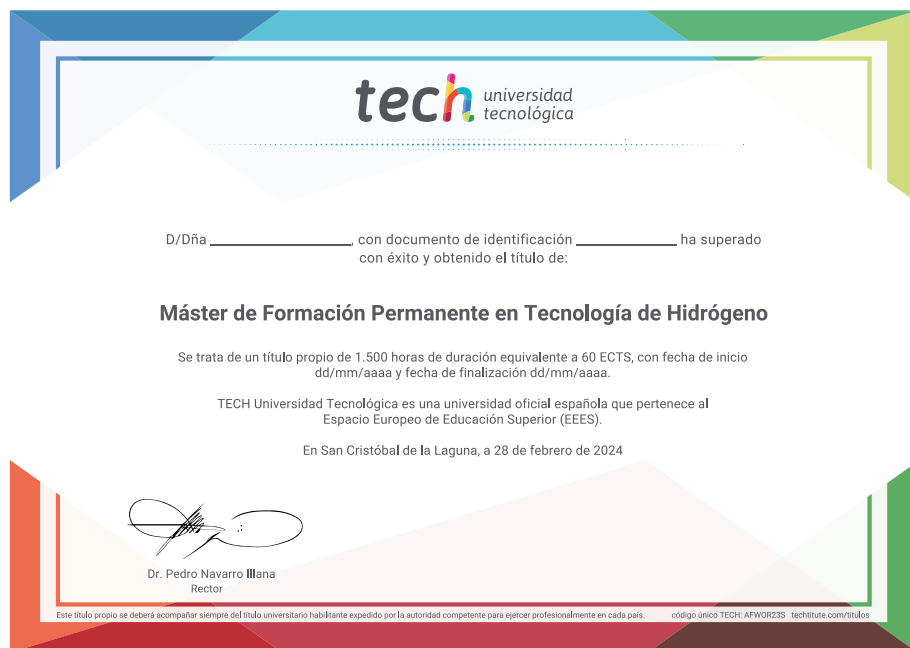 tech universidad
tecnológica
D/Dña ______________, con documento de identificación __________ ha superado
con éxito y obtenido el título de:
Máster de Formación Permanente en Tecnología de Hidrógeno
Se trata de un título propio de 1.500 horas de duración equivalente a 60 ECTS, con fecha de inicio
dd/mm/aaaa y fecha de finalización dd/mm/aaaa.
TECH Universidad Tecnológica es una universidad oficial española que pertenece al
Espacio Europeo de Educación Superior (EEES).
En San Cristóbal de la Laguna, a 28 de febrero de 2024
Dr. Pedro Navarro Illana
Rector
Este título propio se deberá acompañar siempre del título universitario habilitante expedido por la autoridad competente para ejercer profesionalmente en cada país. código único TECH: AFWOR23S techtitute.com/titulos